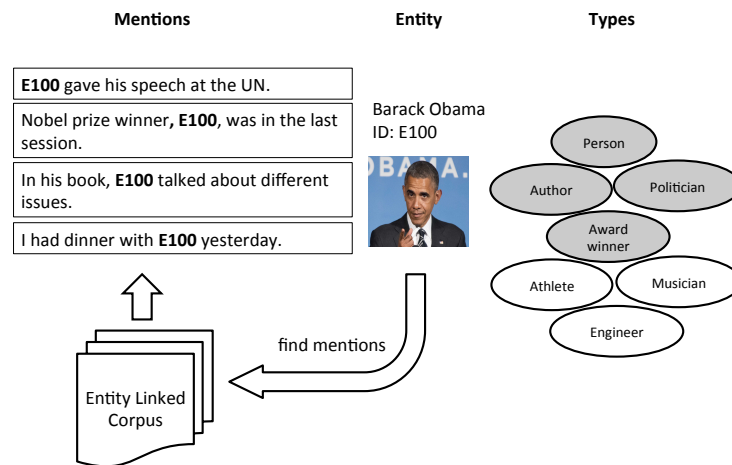 Mentions
Entity
Types
E100 gave his speech at the UN.
Nobel prize winner, E100, was in the last
session.
In his book, E100 talked about different
issues.
I had dinner with E100 yesterday.
Barack Obama
ID: E100
OBAMA.
Person
Author
Politician
Award
winner
Athlete
Musician
Engineer
find mentions
Entity Linked
Corpus